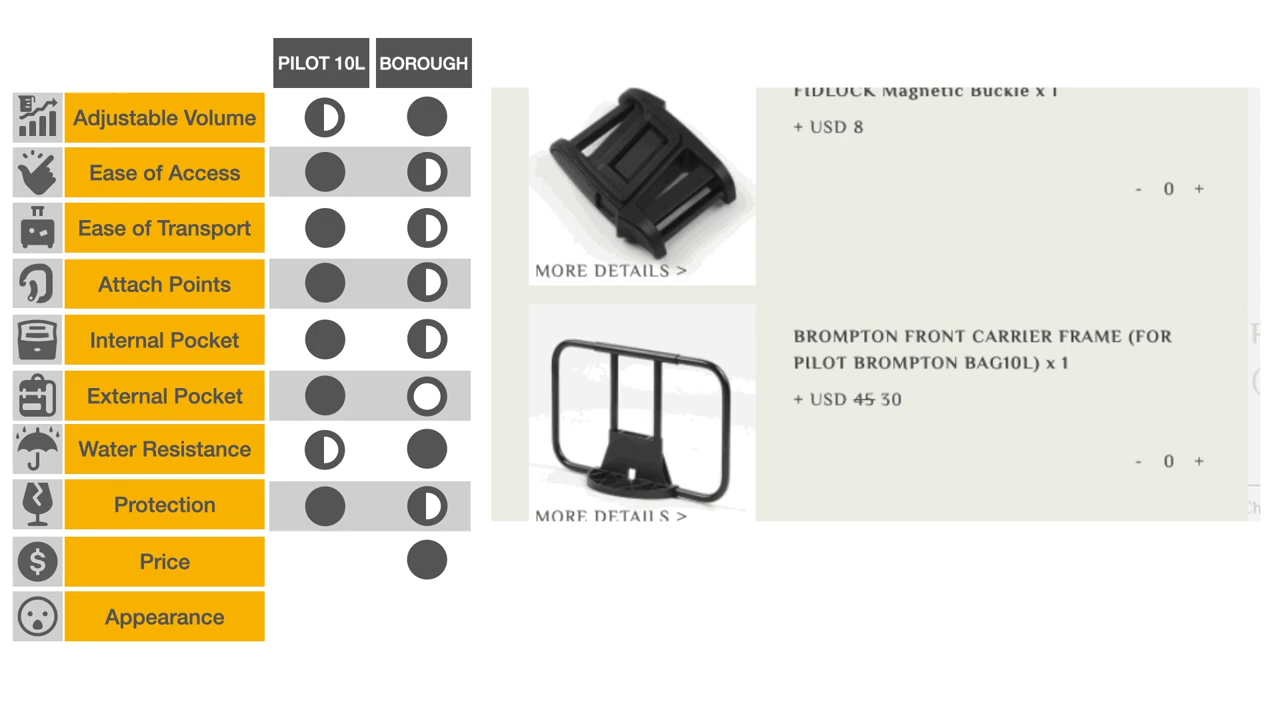 PILOT 10L
BOROUGH
Adjustable Volume
Ease of Access
Ease of Transport
Attach Points
Internal Pocket
External Pocket
Water Resistance
Protection
Price
Appearance
FIDLOCK Magnetic Buckle x 1
+ USD 8
- 0 +
MORE DETAILS >
BROMPTON FRONT CARRIER FRAME (FOR
PILOT BROMPTON BAG10L) x 1
+ USD 45 30
- 0 +
MORE DETAILS >